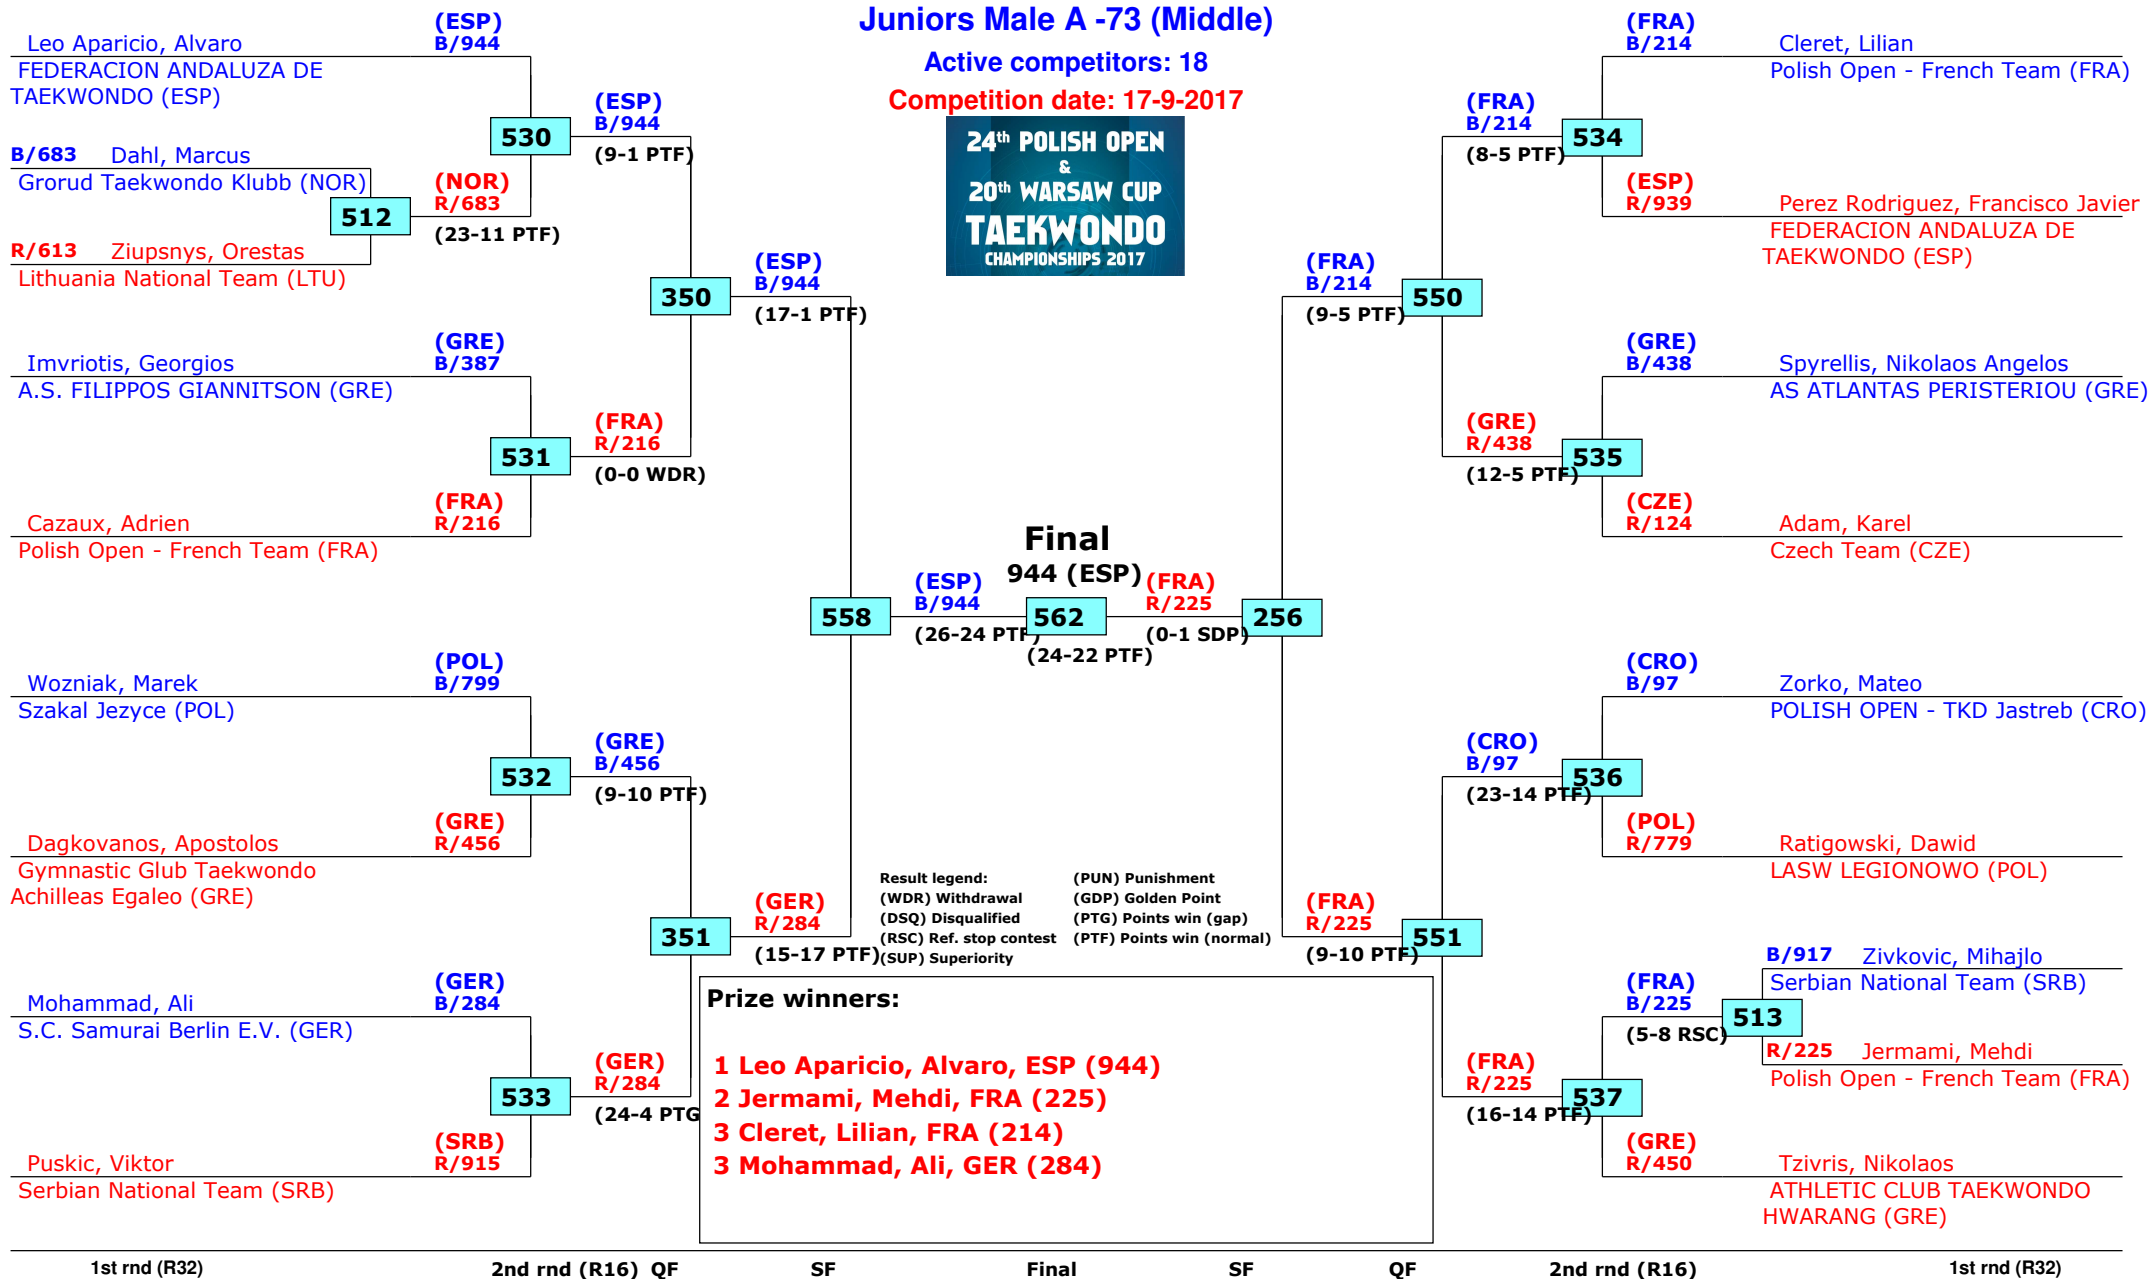 Juniors Male A -73 (Middle)
Active competitors: 18
Competition date: 17-9-2017
24th POLISH OPEN
&
20th WARSAW CUP
TAEKWONDO
CHAMPIONSHIPS 2017
Leo Aparicio, Alvaro
(ESP)
B/944
FEDERACION ANDALUZA DE
TAEKWONDO (ESP)
530
(ESP)
B/944
(9-1 PTF)
B/683 Dahl, Marcus
Grorud Taekwondo Klubb (NOR)
512
(NOR)
R/683
(23-11 PTF)
R/613 Ziupsnys, Orestas
Lithuania National Team (LTU)
350
(ESP)
B/944
(17-1 PTF)
Imvriotis, Georgios
(GRE)
B/387
A.S. FILIPPOS GIANNITSON (GRE)
531
(FRA)
R/216
(0-0 WDR)
Cazaux, Adrien
(FRA)
R/216
Polish Open - French Team (FRA)
558
(ESP)
B/944
(26-24 PTF)
Wozniak, Marek
(POL)
B/799
Szakal Jezyce (POL)
532
(GRE)
B/456
(9-10 PTF)
Dagkovanos, Apostolos
(GRE)
R/456
Gymnastic Glub Taekwondo
Achilleas Egaleo (GRE)
351
(GER)
R/284
(15-17 PTF)
Mohammad, Ali
(GER)
B/284
S.C. Samurai Berlin E.V. (GER)
533
(GER)
R/284
(24-4 PTG
Puskic, Viktor
(SRB)
R/915
Serbian National Team (SRB)
Final
944 (ESP)
562
(24-22 PTF)
(FRA)
R/225
(0-1 SDP)
256
(FRA)
B/214
Cleret, Lilian
Polish Open - French Team (FRA)
(FRA)
B/214
(8-5 PTF)
534
(ESP)
R/939
Perez Rodriguez, Francisco Javier
FEDERACION ANDALUZA DE
TAEKWONDO (ESP)
(FRA)
B/214
(9-5 PTF)
550
(GRE)
B/438
Spyrellis, Nikolaos Angelos
AS ATLANTAS PERISTERIOU (GRE)
(GRE)
R/438
(12-5 PTF)
535
(CZE)
R/124
Adam, Karel
Czech Team (CZE)
(CRO)
B/97
Zorko, Mateo
POLISH OPEN - TKD Jastreb (CRO)
(CRO)
B/97
(23-14 PTF)
536
(POL)
R/779
Ratigowski, Dawid
LASW LEGIONOWO (POL)
(FRA)
R/225
(9-10 PTF)
551
B/917 Zivkovic, Mihajlo
Serbian National Team (SRB)
(FRA)
B/225
(5-8 RSC)
513
R/225 Jermami, Mehdi
Polish Open - French Team (FRA)
(FRA)
R/225
(16-14 PTF)
537
(GRE)
R/450
Tzivris, Nikolaos
ATHLETIC CLUB TAEKWONDO
HWARANG (GRE)
Result legend: (PUN) Punishment
(WDR) Withdrawal (GDP) Golden Point
(DSQ) Disqualified (PTG) Points win (gap)
(RSC) Ref. stop contest (PTF) Points win (normal)
(SUP) Superiority
Prize winners:
1 Leo Aparicio, Alvaro, ESP (944)
2 Jermami, Mehdi, FRA (225)
3 Cleret, Lilian, FRA (214)
3 Mohammad, Ali, GER (284)
1st rnd (R32) 2nd rnd (R16) QF SF Final SF QF 2nd rnd (R16) 1st rnd (R32)